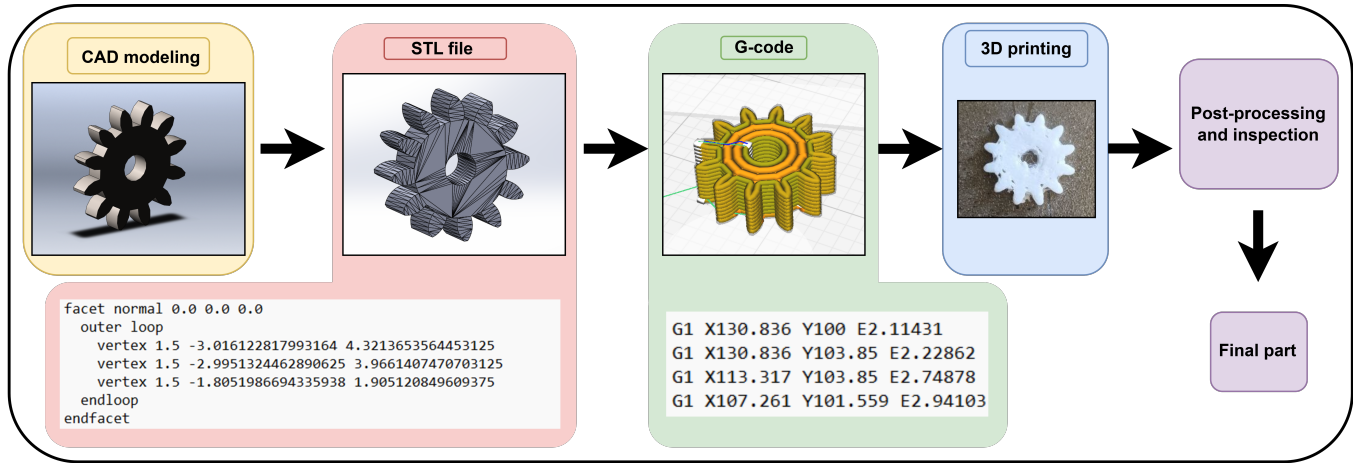 CAD modeling
STL file
G-code
3D printing
Post-processing
and inspection
facet normal 0.0 0.0 0.0
outer loop
vertex 1.5 -3.016122817993164 4.3213653564453125
vertex 1.5 -2.9951324462890625 3.9661407470703125
vertex 1.5 -1.8051986694335938 1.905120849609375
endloop
endfacet
G1 X130.836 Y100 E2.11431
G1 X130.836 Y103.85 E2.22862
G1 X113.317 Y103.85 E2.74878
G1 X107.261 Y101.559 E2.94103
Final part